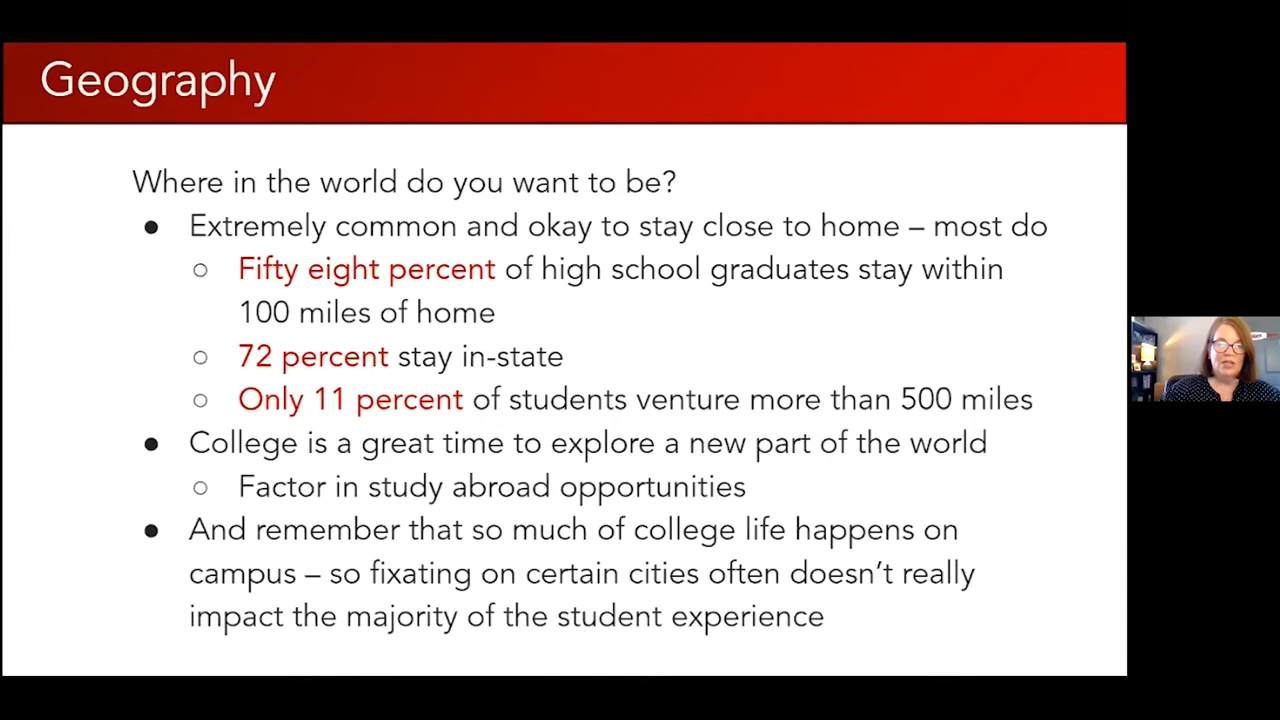 Geography
Where in the world do you want to be?
● Extremely common and okay to stay close to home – most do
○ Fifty eight percent of high school graduates stay within
100 miles of home
○ 72 percent stay in-state
○ Only 11 percent of students venture more than 500 miles
● College is a great time to explore a new part of the world
○ Factor in study abroad opportunities
● And remember that so much of college life happens on
campus – so fixating on certain cities often doesn’t really
impact the majority of the student experience